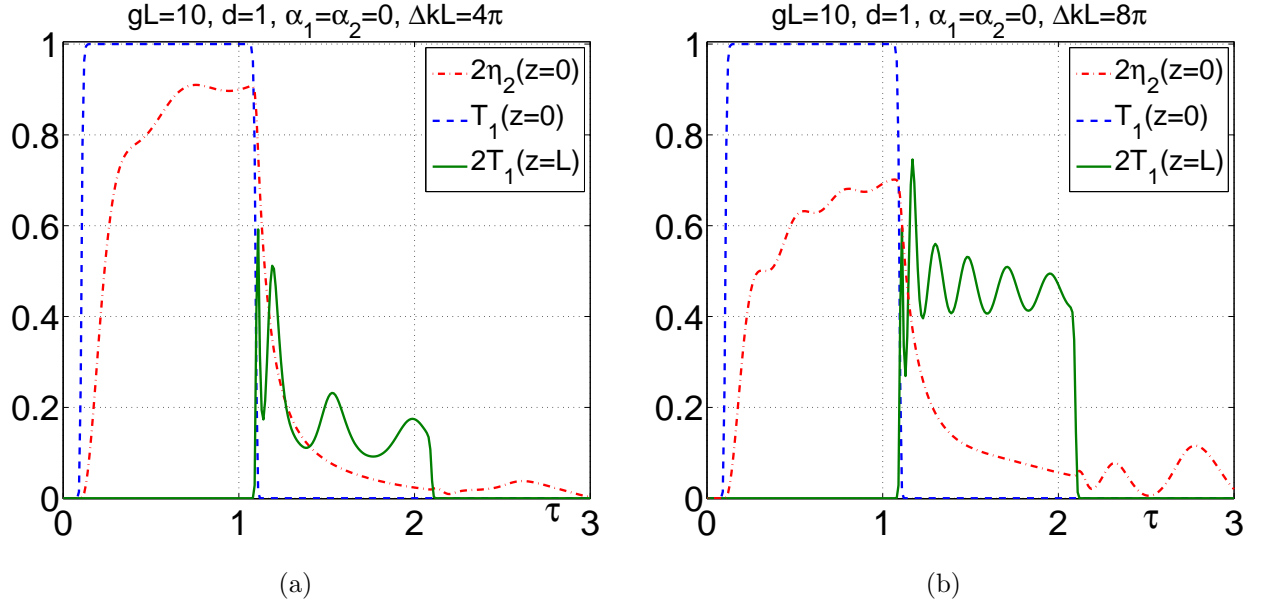 gL=10, d=1, α₁=α₂=0, ΔkL=4π
1
0.8
0.6
0.4
0.2
0
0
1
2
3
τ
2η₂(z=0)
T₁(z=0)
2T₁(z=L)
(a)
gL=10, d=1, α₁=α₂=0, ΔkL=8π
1
0.8
0.6
0.4
0.2
0
0
1
2
3
τ
2η₂(z=0)
T₁(z=0)
2T₁(z=L)
(b)